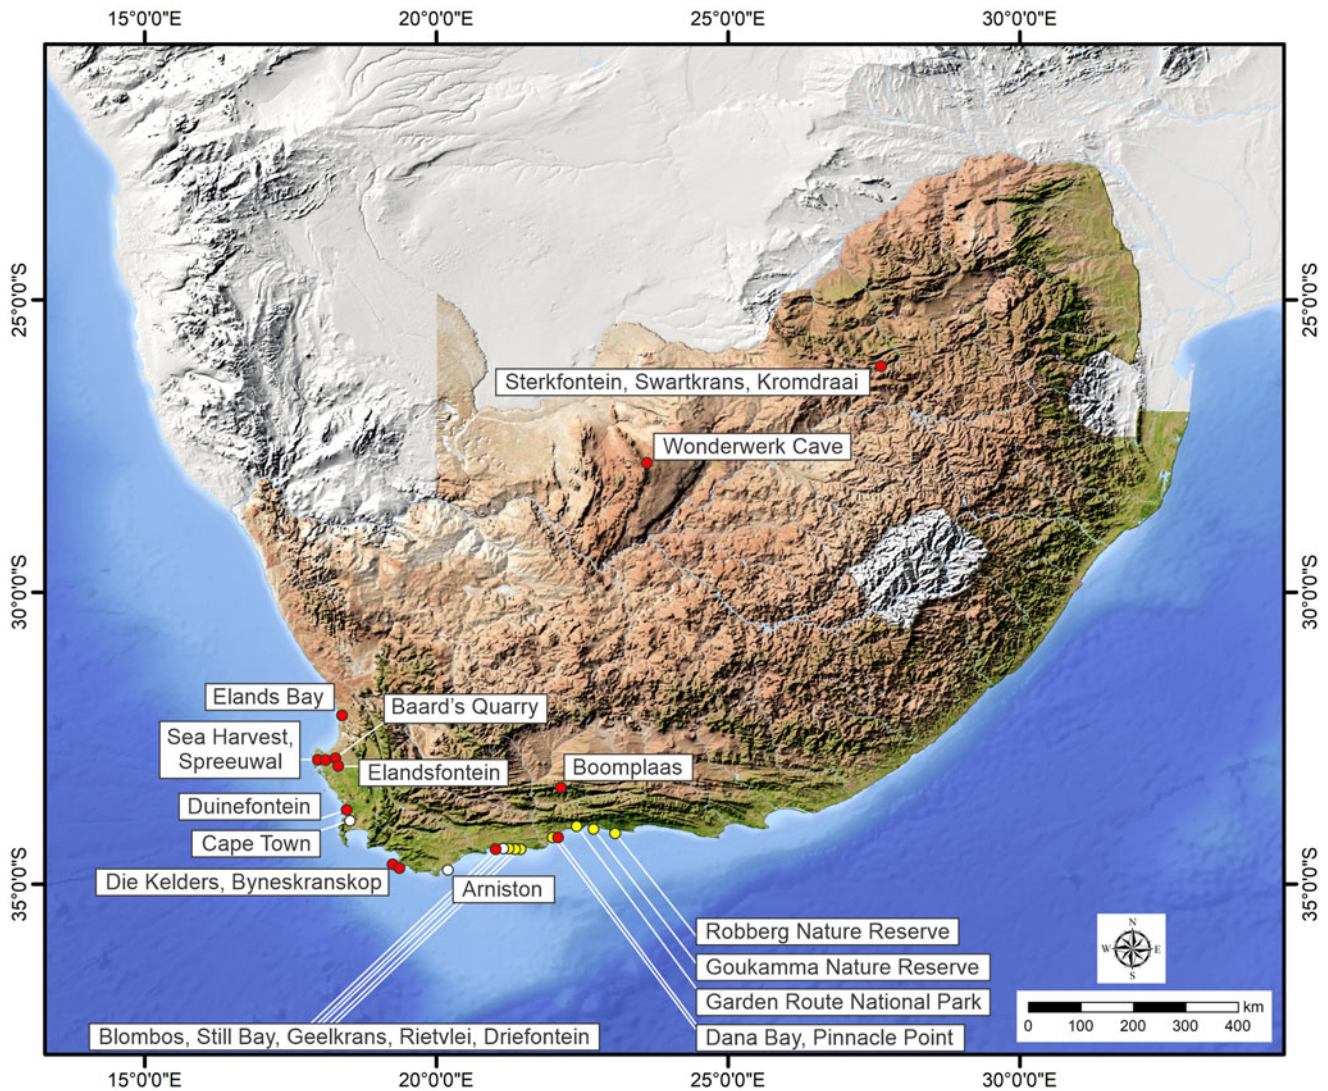 15°0'0"E 20°0'0"E 25°0'0"E 30°0'0"E
25°0'0"S 25°0'0"S
Sterkfontein, Swartkrans, Kromdraai
Wonderwerk Cave
30°0'0"S 30°0'0"S
Elands Bay
Baard's Quarry
Sea Harvest,
Spreeuwal
Elandsfontein
Boomplaas
Duinefontein
Cape Town
Die Kelders, Byneskranskop
Arniston
35°0'0"S 35°0'0"S
Robberg Nature Reserve
Goukamma Nature Reserve
Garden Route National Park
Dana Bay, Pinnacle Point
Blombos, Still Bay, Geelkrans, Rietvlei, Driefontein
N
W E
S
km
0 100 200 300 400
15°0'0"E 20°0'0"E 25°0'0"E 30°0'0"E